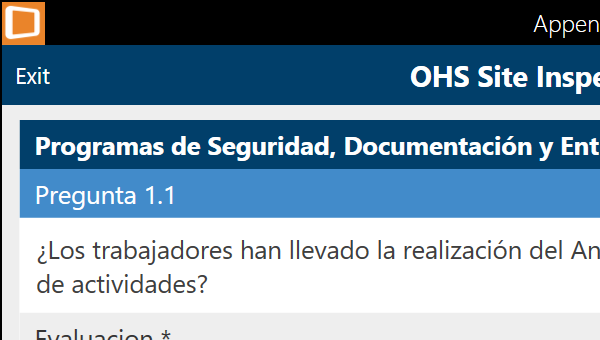 Appen
Exit
OHS Site Inspe
Programas de Seguridad, Documentación y Ent
Pregunta 1.1
¿Los trabajadores han llevado la realización del An
de actividades?
Evaluacion *